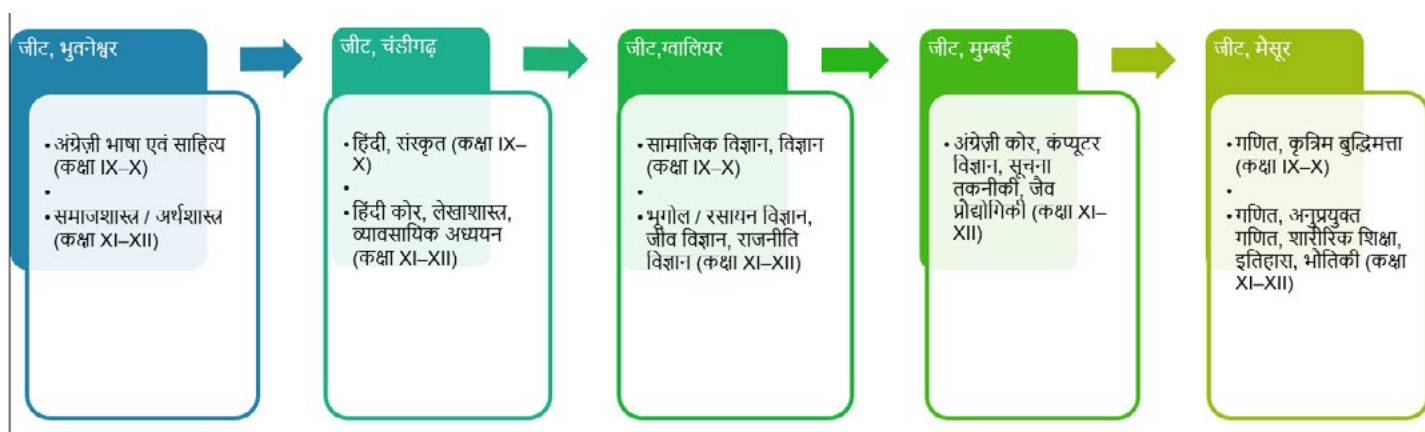 जीट, भुवनेश्वर
•अंग्रेज़ी भाषा एवं साहित्य
(कक्षा IX–X)
•
•समाजशास्त्र / अर्थशास्त्र
(कक्षा XI–XII)
जीट, चंडीगढ़
•हिंदी, संस्कृत (कक्षा IX–
X)
•
•हिंदी कोर, लेखाशास्त्र,
व्यावसायिक अध्ययन
(कक्षा XI–XII)
जीट,ग्वालियर
•सामाजिक विज्ञान, विज्ञान
(कक्षा IX–X)
•
•भूगोल / रसायन विज्ञान,
जीव विज्ञान, राजनीति
विज्ञान (कक्षा XI–XII)
जीट, मुम्बई
•अंग्रेज़ी कोर, कंप्यूटर
विज्ञान, सूचना
तकनीकी, जैव
प्रोद्योगिकी (कक्षा XI–
XII)
जीट, मैसूर
•गणित, कृत्रिम बुद्धिमत्ता
(कक्षा IX–X)
•
•गणित, अनुप्रयुक्त
गणित, शारीरिक शिक्षा,
इतिहास, भौतिकी (कक्षा
XI–XII)